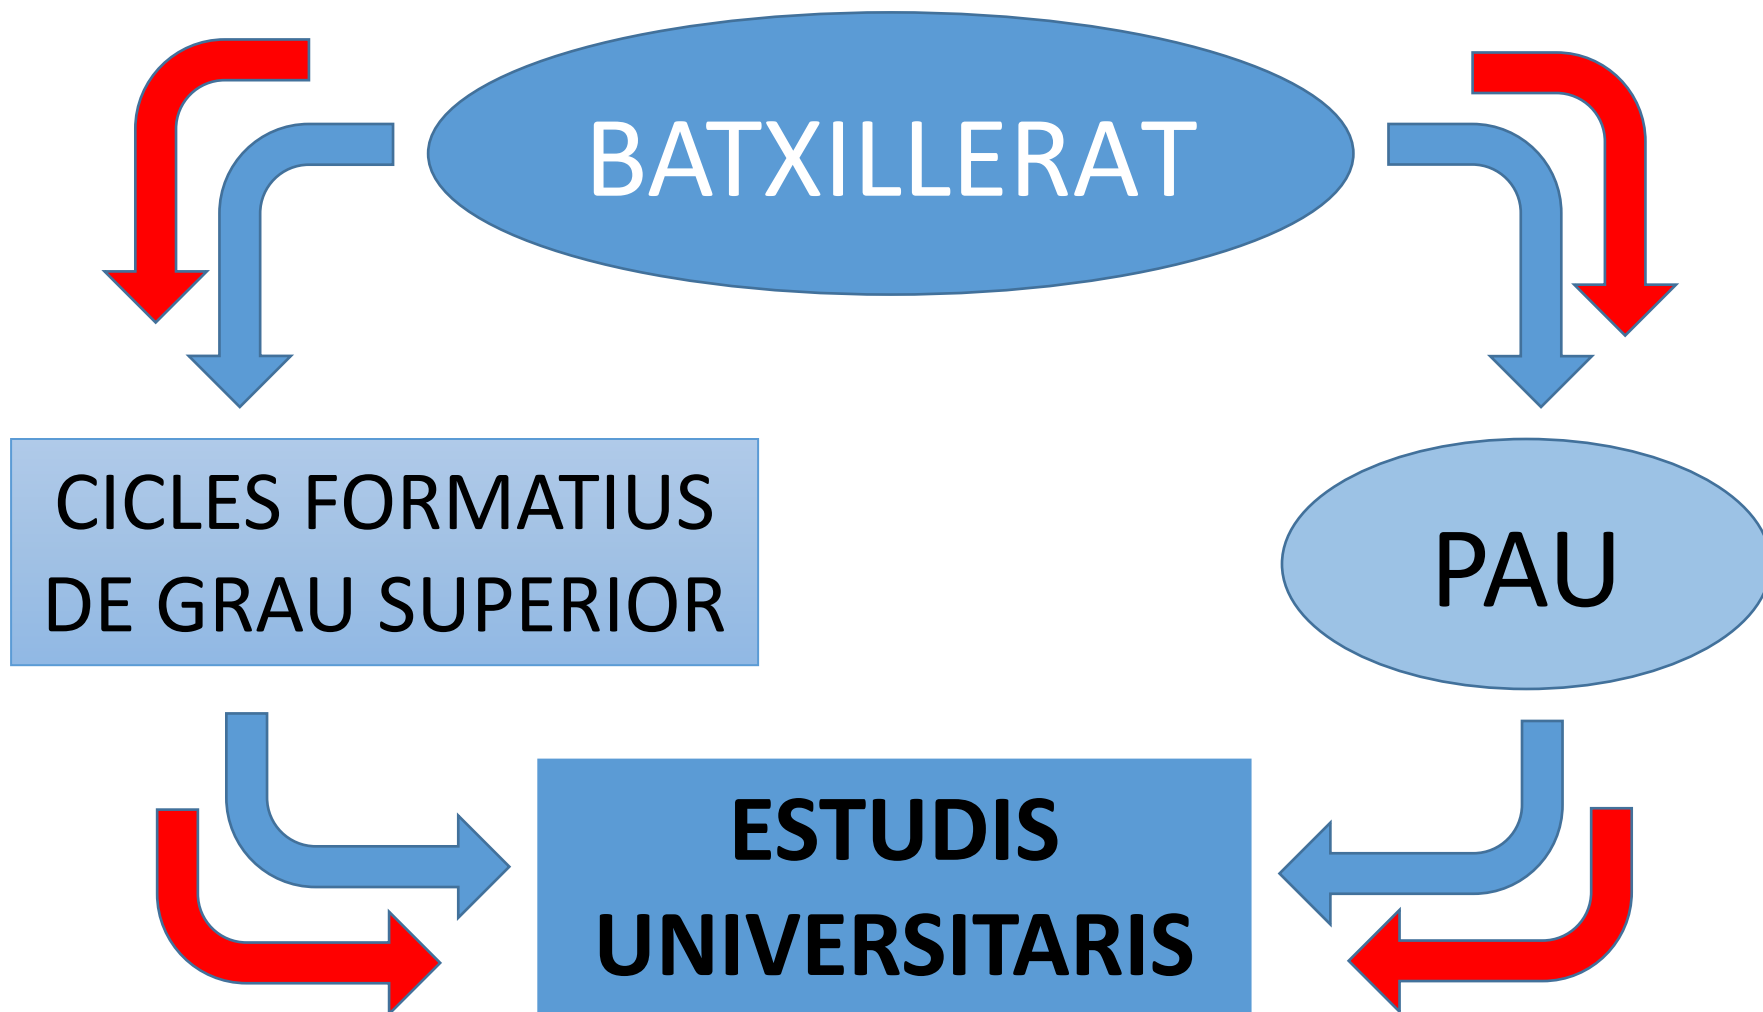 BATXILLERAT
CICLES FORMATIUS
DE GRAU SUPERIOR
PAU
ESTUDIS
UNIVERSITARIS